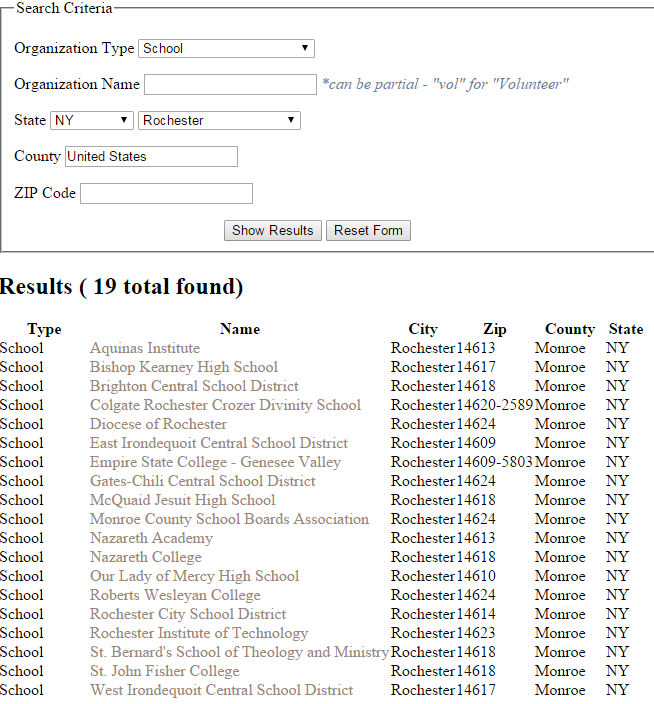 Search Criteria
Organization Type School
Organization Name *can be partial - "vol" for "Volunteer"
State NY Rochester
County United States
ZIP Code
Show Results Reset Form
Results ( 19 total found)
Type Name City Zip County State
School Aquinas Institute Rochester 14613 Monroe NY
School Bishop Kearney High School Rochester 14617 Monroe NY
School Brighton Central School District Rochester 14618 Monroe NY
School Colgate Rochester Crozer Divinity School Rochester 14620-2589 Monroe NY
School Diocese of Rochester Rochester 14624 Monroe NY
School East Irondequoit Central School District Rochester 14609 Monroe NY
School Empire State College - Genesee Valley Rochester 14609-5803 Monroe NY
School Gates-Chili Central School District Rochester 14624 Monroe NY
School McQuaid Jesuit High School Rochester 14618 Monroe NY
School Monroe County School Boards Association Rochester 14624 Monroe NY
School Nazareth Academy Rochester 14613 Monroe NY
School Nazareth College Rochester 14618 Monroe NY
School Our Lady of Mercy High School Rochester 14610 Monroe NY
School Roberts Wesleyan College Rochester 14624 Monroe NY
School Rochester City School District Rochester 14614 Monroe NY
School Rochester Institute of Technology Rochester 14623 Monroe NY
School St. Bernard's School of Theology and Ministry Rochester 14618 Monroe NY
School St. John Fisher College Rochester 14618 Monroe NY
School West Irondequoit Central School District Rochester 14617 Monroe NY